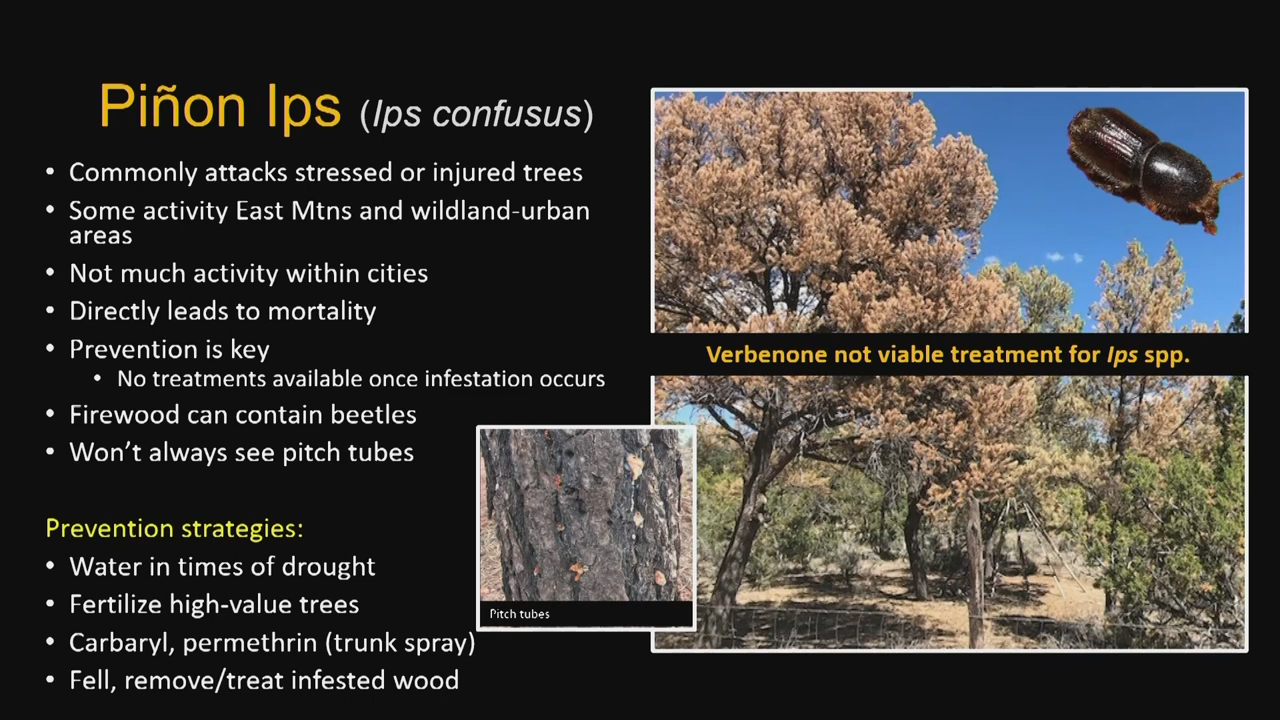 Piñon Ips (Ips confusus)
• Commonly attacks stressed or injured trees
• Some activity East Mtns and wildland-urban
areas
• Not much activity within cities
• Directly leads to mortality
• Prevention is key
• No treatments available once infestation occurs
• Firewood can contain beetles
• Won’t always see pitch tubes
Prevention strategies:
• Water in times of drought
• Fertilize high-value trees
• Carbaryl, permethrin (trunk spray)
• Fell, remove/treat infested wood
Verbenone not viable treatment for Ips spp.
Pitch tubes